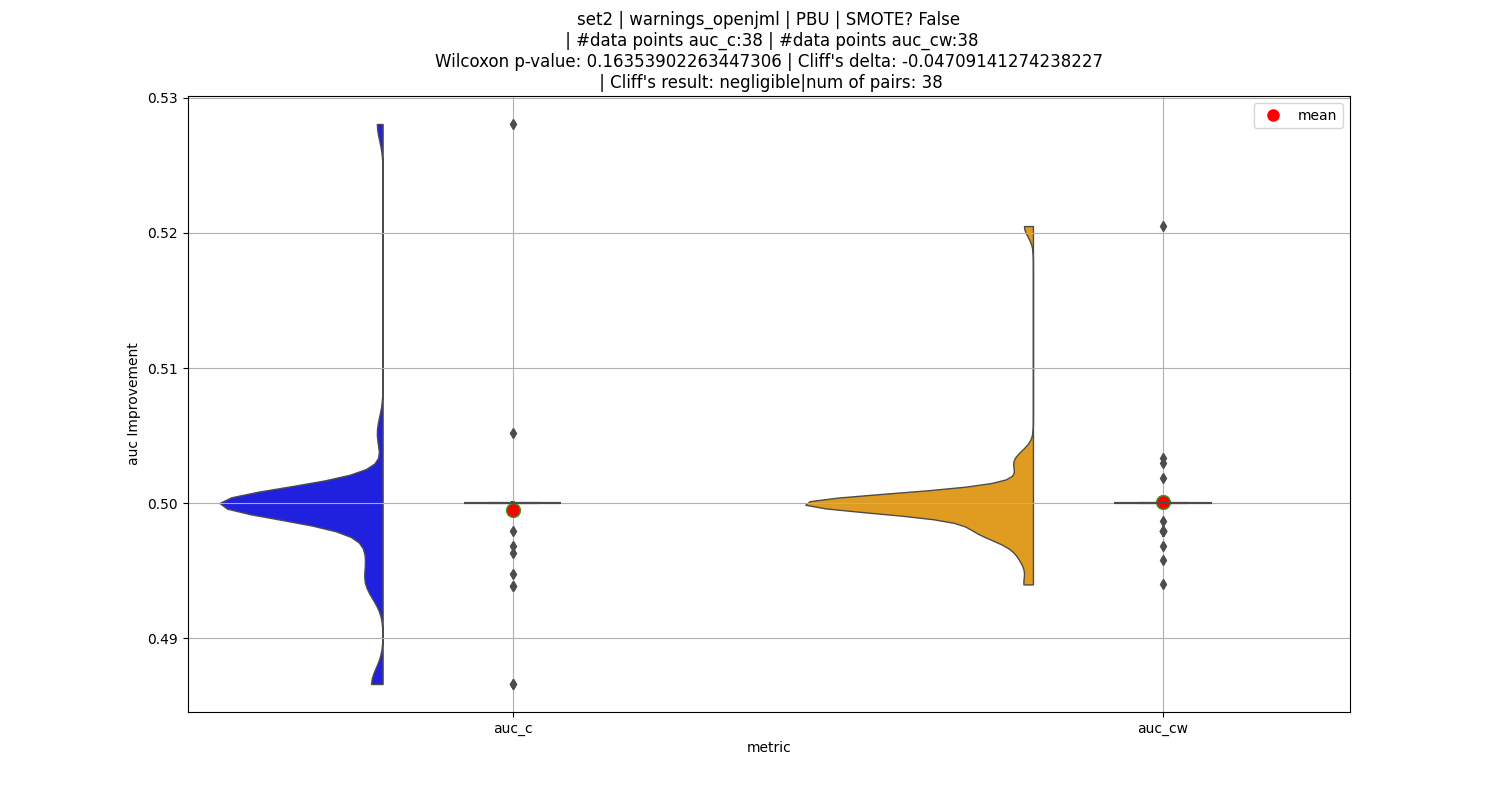 set2 | warnings_openjml | PBU | SMOTE? False
| #data points auc_c:38 | #data points auc_cw:38
Wilcoxon p-value: 0.16353902263447306 | Cliff's delta: -0.04709141274238227
| Cliff's result: negligible|num of pairs: 38
0.53
mean
0.52
auc Improvement
0.51
0.50
0.49
auc_c
auc_cw
metric